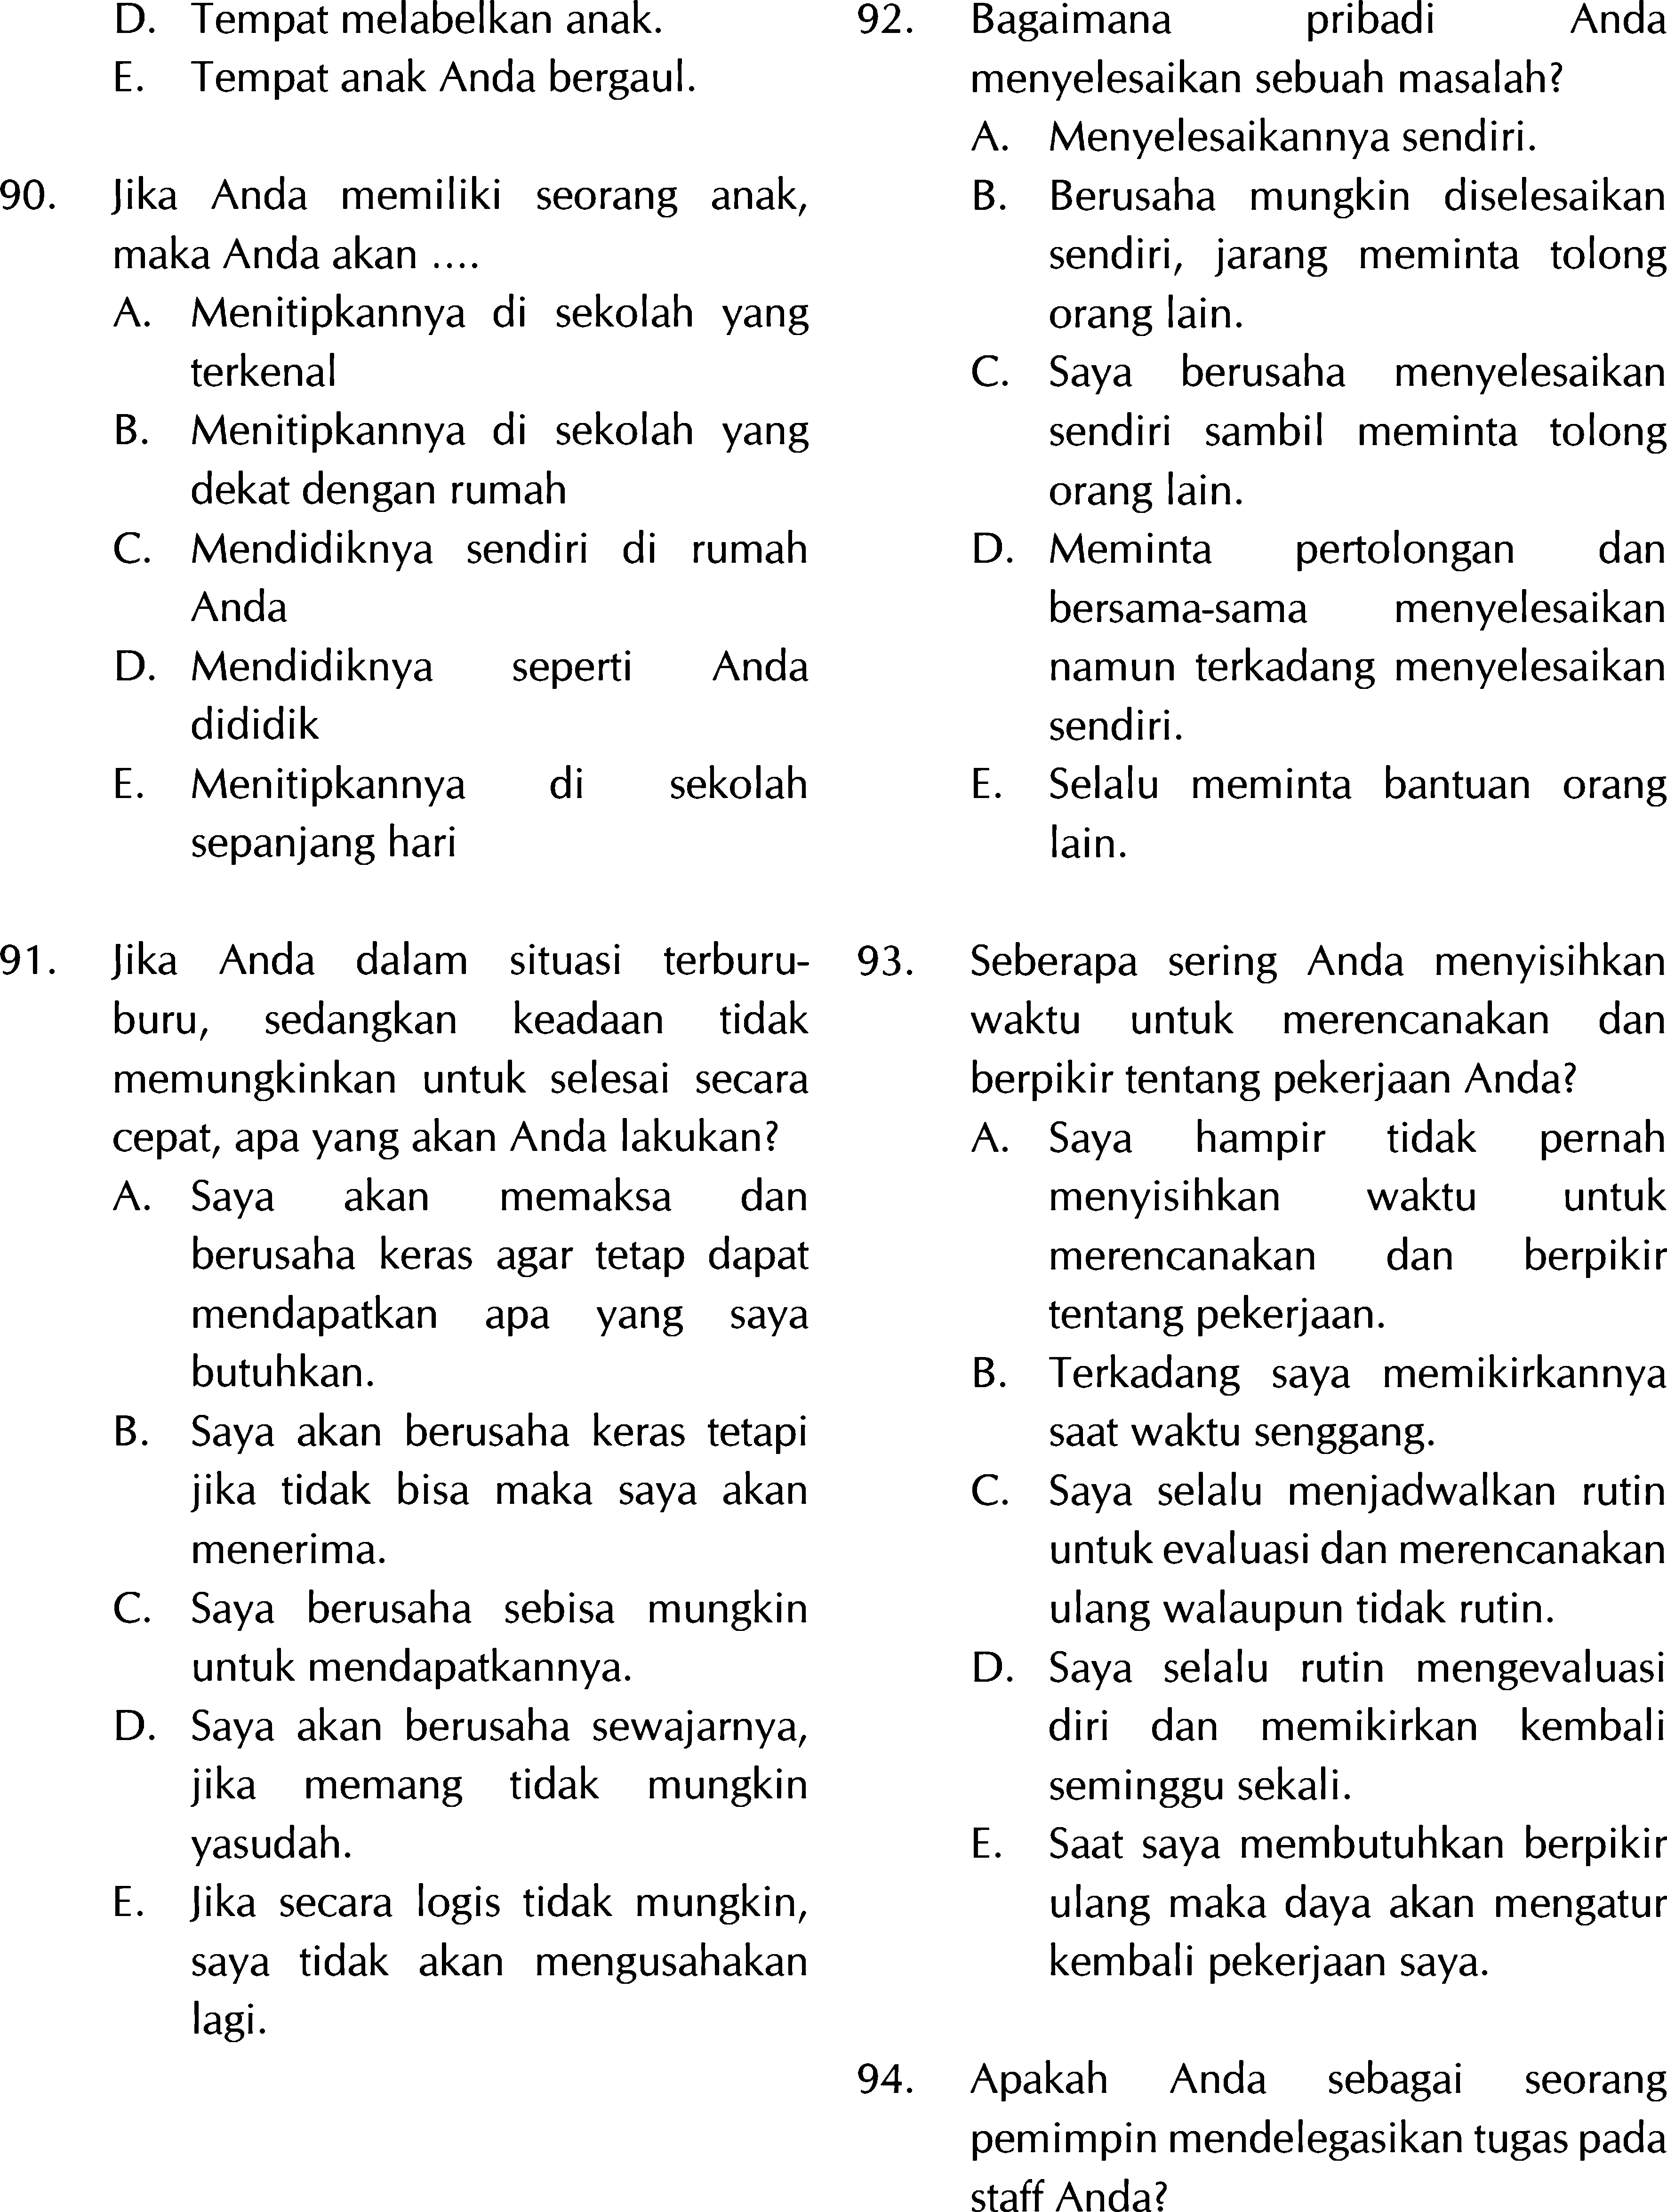 D. Tempat melabelkan anak.
E. Tempat anak Anda bergaul.
90. Jika Anda memiliki seorang anak,
maka Anda akan ....
A. Menitipkannya di sekolah yang
terkenal
B. Menitipkannya di sekolah yang
dekat dengan rumah
C. Mendidiknya sendiri di rumah
Anda
D. Mendidiknya seperti Anda
dididik
E. Menitipkannya di sekolah
sepanjang hari
91. Jika Anda dalam situasi terburu-
buru, sedangkan keadaan tidak
memungkinkan untuk selesai secara
cepat, apa yang akan Anda lakukan?
A. Saya akan memaksa dan
berusaha keras agar tetap dapat
mendapatkan apa yang saya
butuhkan.
B. Saya akan berusaha keras tetapi
jika tidak bisa maka saya akan
menerima.
C. Saya berusaha sebisa mungkin
untuk mendapatkannya.
D. Saya akan berusaha sewajarnya,
jika memang tidak mungkin
yasudah.
E. Jika secara logis tidak mungkin,
saya tidak akan mengusahakan
lagi.
92. Bagaimana pribadi Anda
menyelesaikan sebuah masalah?
A. Menyelesaikannya sendiri.
B. Berusaha mungkin diselesaikan
sendiri, jarang meminta tolong
orang lain.
C. Saya berusaha menyelesaikan
sendiri sambil meminta tolong
orang lain.
D. Meminta pertolongan dan
bersama-sama menyelesaikan
namun terkadang menyelesaikan
sendiri.
E. Selalu meminta bantuan orang
lain.
93. Seberapa sering Anda menyisihkan
waktu untuk merencanakan dan
berpikir tentang pekerjaan Anda?
A. Saya hampir tidak pernah
menyisihkan waktu untuk
merencanakan dan berpikir
tentang pekerjaan.
B. Terkadang saya memikirkannya
saat waktu senggang.
C. Saya selalu menjadwalkan rutin
untuk evaluasi dan merencanakan
ulang walaupun tidak rutin.
D. Saya selalu rutin mengevaluasi
diri dan memikirkan kembali
seminggu sekali.
E. Saat saya membutuhkan berpikir
ulang maka daya akan mengatur
kembali pekerjaan saya.
94. Apakah Anda sebagai seorang
pemimpin mendelegasikan tugas pada
staff Anda?